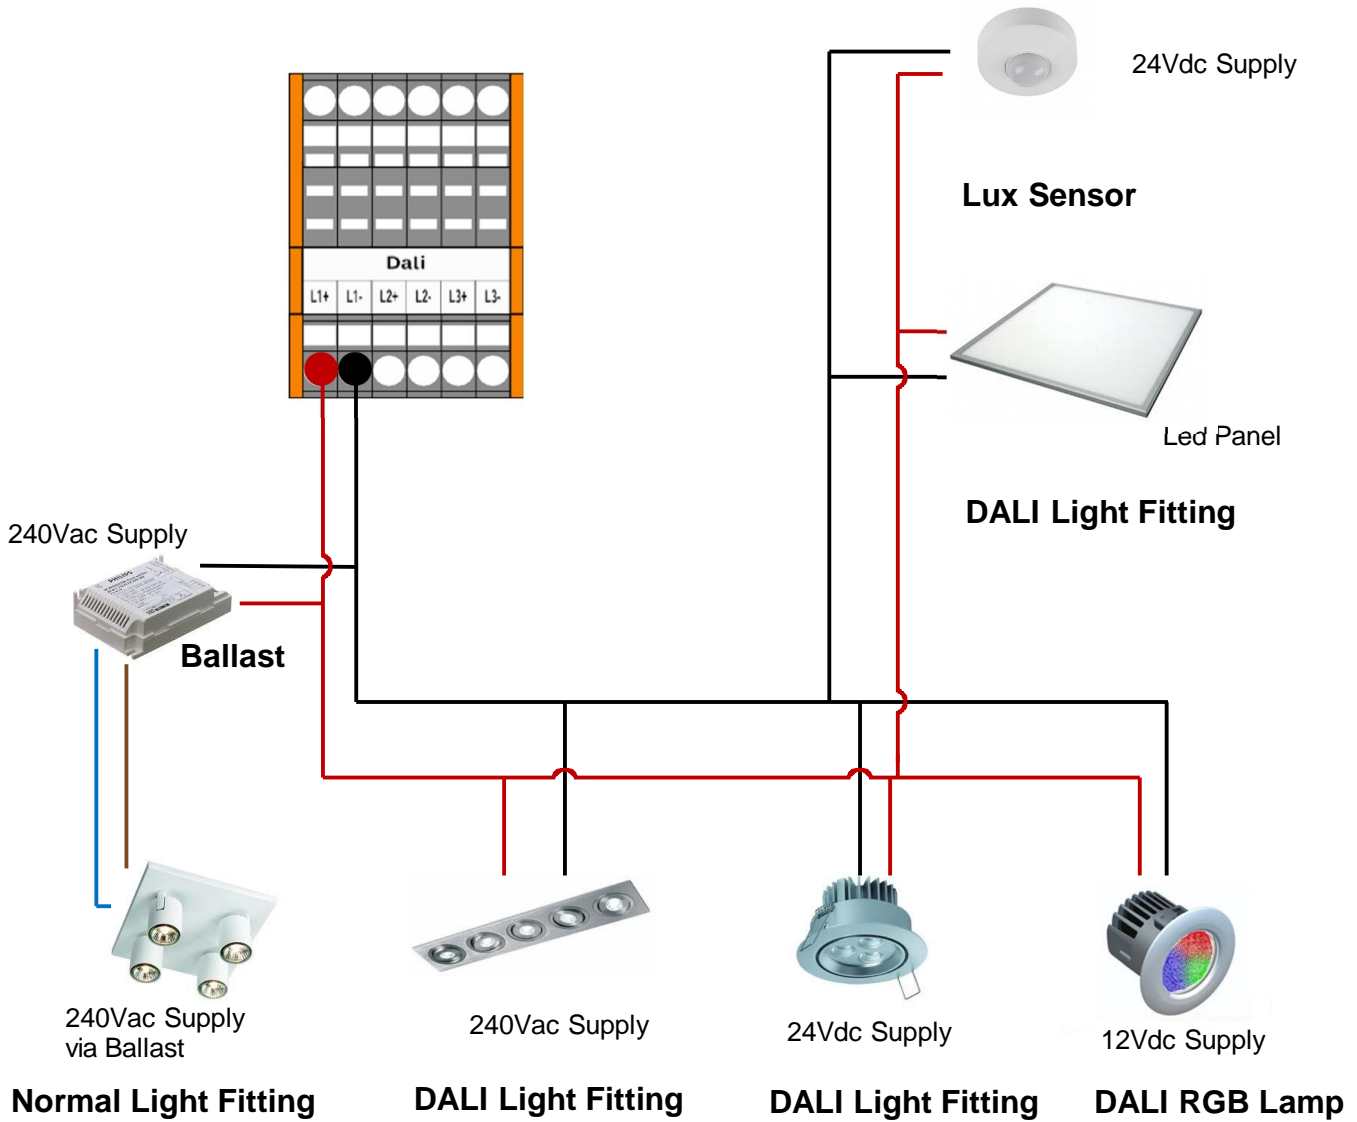 24Vdc Supply
Lux Sensor
Dali
L1+ L1- L2+ L2- L3+ L3-
Led Panel
DALI Light Fitting
240Vac Supply
PHILIPS
Ballast
240Vac Supply
via Ballast
Normal Light Fitting
240Vac Supply
DALI Light Fitting
24Vdc Supply
DALI Light Fitting
12Vdc Supply
DALI RGB Lamp